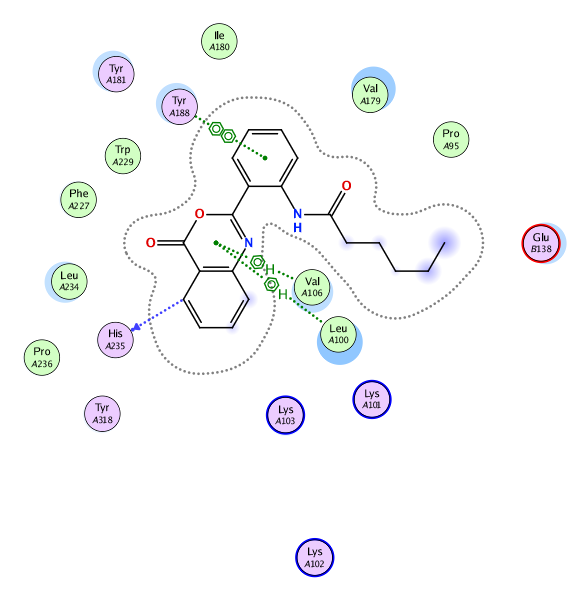 Ile
A180
Tyr
A181
Val
A179
Tyr
A188
Pro
A95
Trp
A229
O
Phe
A227
O
N
H
O
N
Glu
B138
H
Leu
A234
Val
A106
H
His
A235
Leu
A100
Pro
A236
Lys
A101
Tyr
A318
Lys
A103
Lys
A102